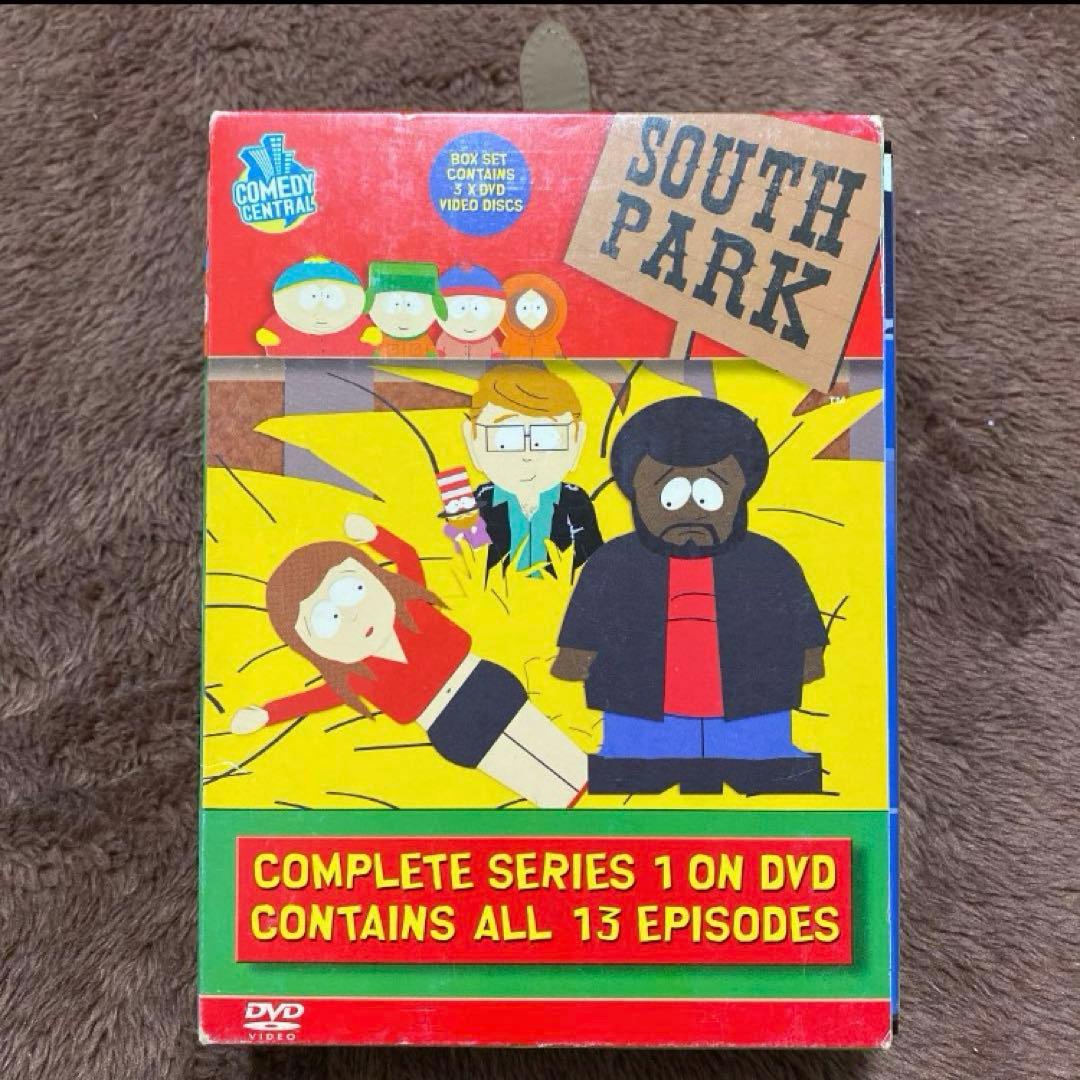 COMEDY
CENTRAL
BOX SET
CONTAINS
3 X DVD
VIDEO DISCS
SOUTH
PARK
TM
COMPLETE SERIES 1 ON DVD
CONTAINS ALL 13 EPISODES
DVD
VIDEO